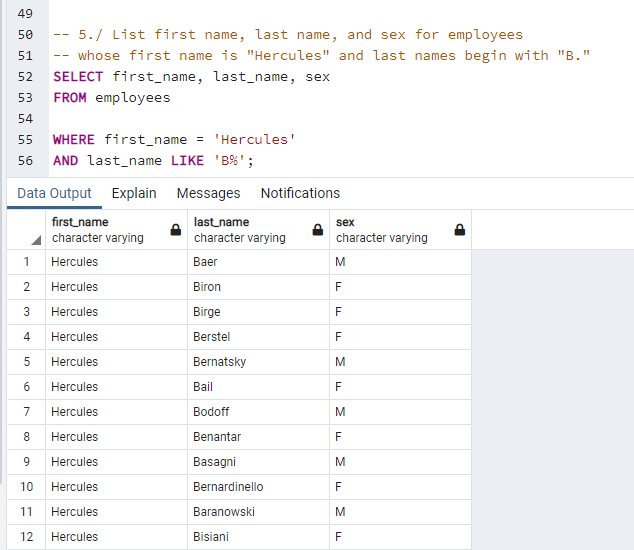 49
50 -- 5./ List first name, last name, and sex for employees
51 -- whose first name is "Hercules" and last names begin with "B."
52 SELECT first_name, last_name, sex
53 FROM employees
54
55 WHERE first_name = 'Hercules'
56 AND last_name LIKE 'B%';
Data Output Explain Messages Notifications
first_name last_name sex
character varying character varying character varying
1 Hercules Baer M
2 Hercules Biron F
3 Hercules Birge F
4 Hercules Berstel F
5 Hercules Bernatsky M
6 Hercules Bail F
7 Hercules Bodoff M
8 Hercules Benantar F
9 Hercules Basagni M
10 Hercules Bernardinello F
11 Hercules Baranowski M
12 Hercules Bisiani F